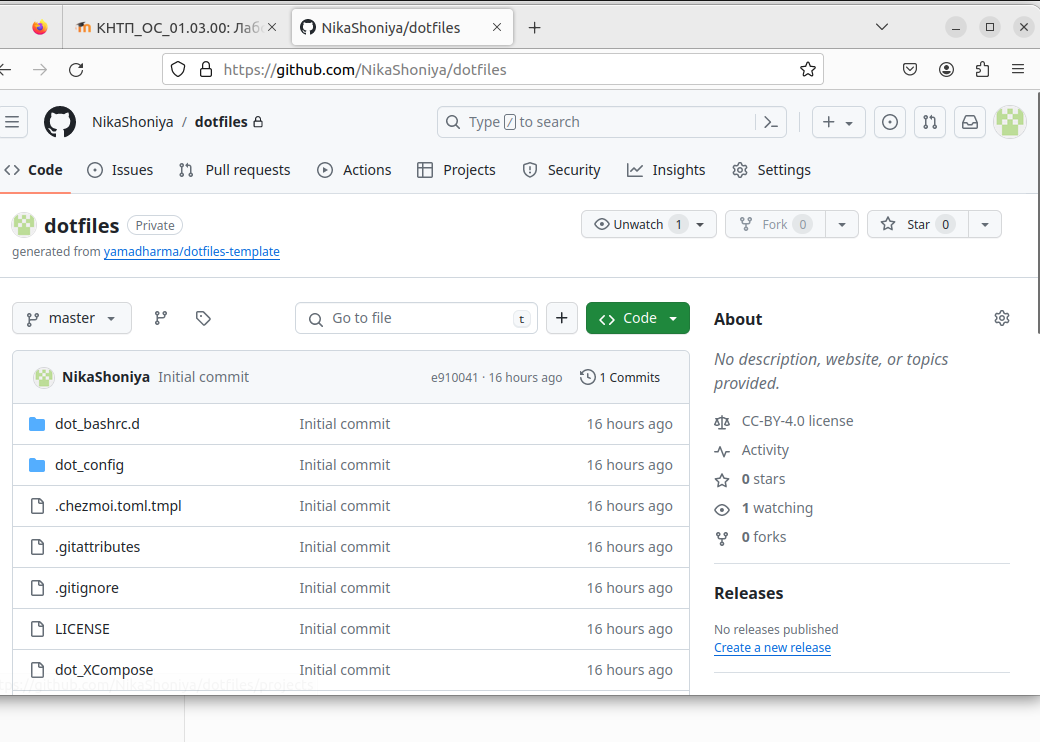 КНТП_ОС_01.03.00: Лаб
NikaShoniya/dotfiles
https://github.com/NikaShoniya/dotfiles
NikaShoniya / dotfiles
Type / to search
Code
Issues
Pull requests
Actions
Projects
Security
Insights
Settings
dotfiles
Private
Unwatch 1
Fork 0
Star 0
generated from yamadharma/dotfiles-template
master
Go to file
t
Code
NikaShoniya Initial commit
e910041 · 16 hours ago
1 Commits
dot_bashrc.d Initial commit 16 hours ago
dot_config Initial commit 16 hours ago
.chezmoi.toml.tmpl Initial commit 16 hours ago
.gitattributes Initial commit 16 hours ago
.gitignore Initial commit 16 hours ago
LICENSE Initial commit 16 hours ago
dot_XCompose Initial commit 16 hours ago
About
No description, website, or topics
provided.
CC-BY-4.0 license
Activity
0 stars
1 watching
0 forks
Releases
No releases published
Create a new release